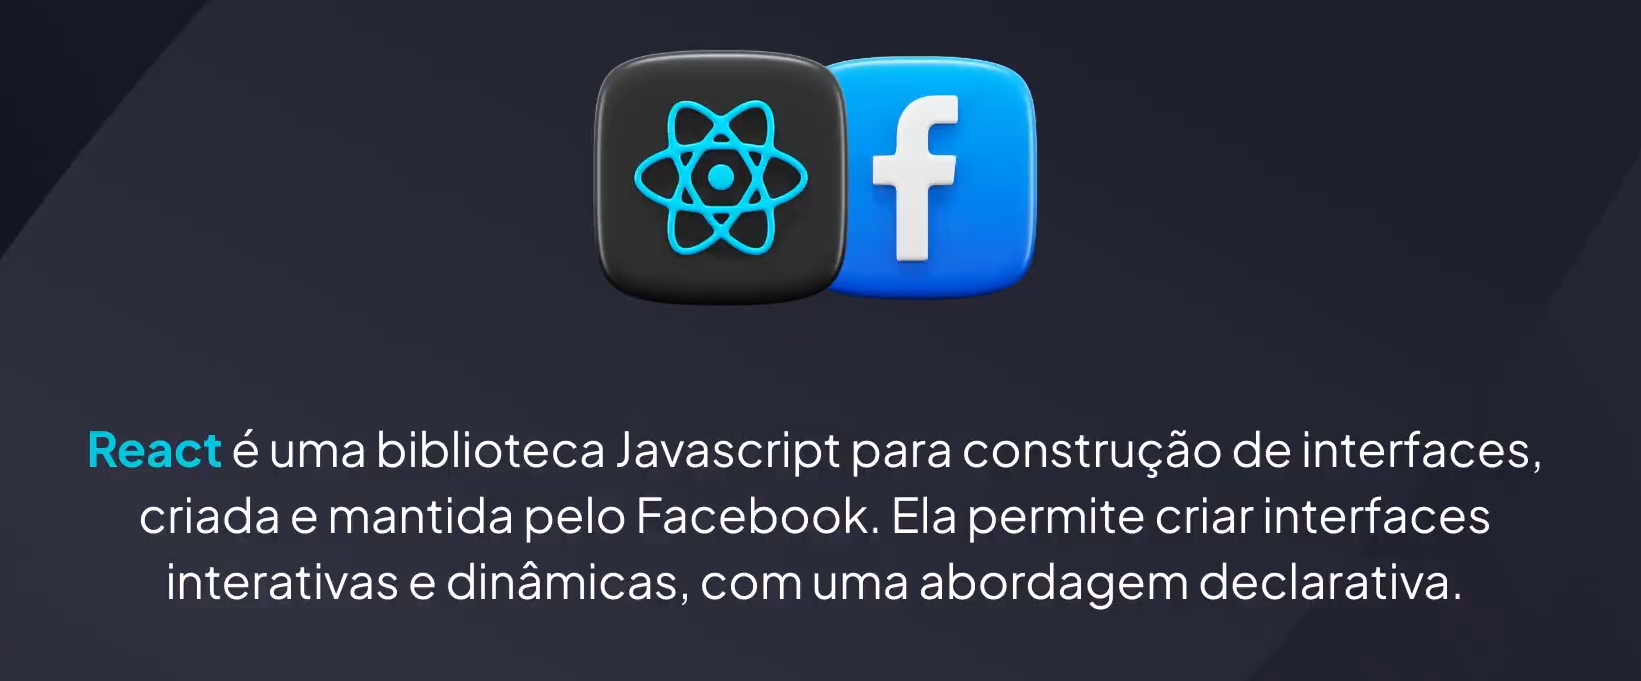 React é uma biblioteca Javascript para construção de interfaces,
criada e mantida pelo Facebook. Ela permite criar interfaces
interativas e dinâmicas, com uma abordagem declarativa.